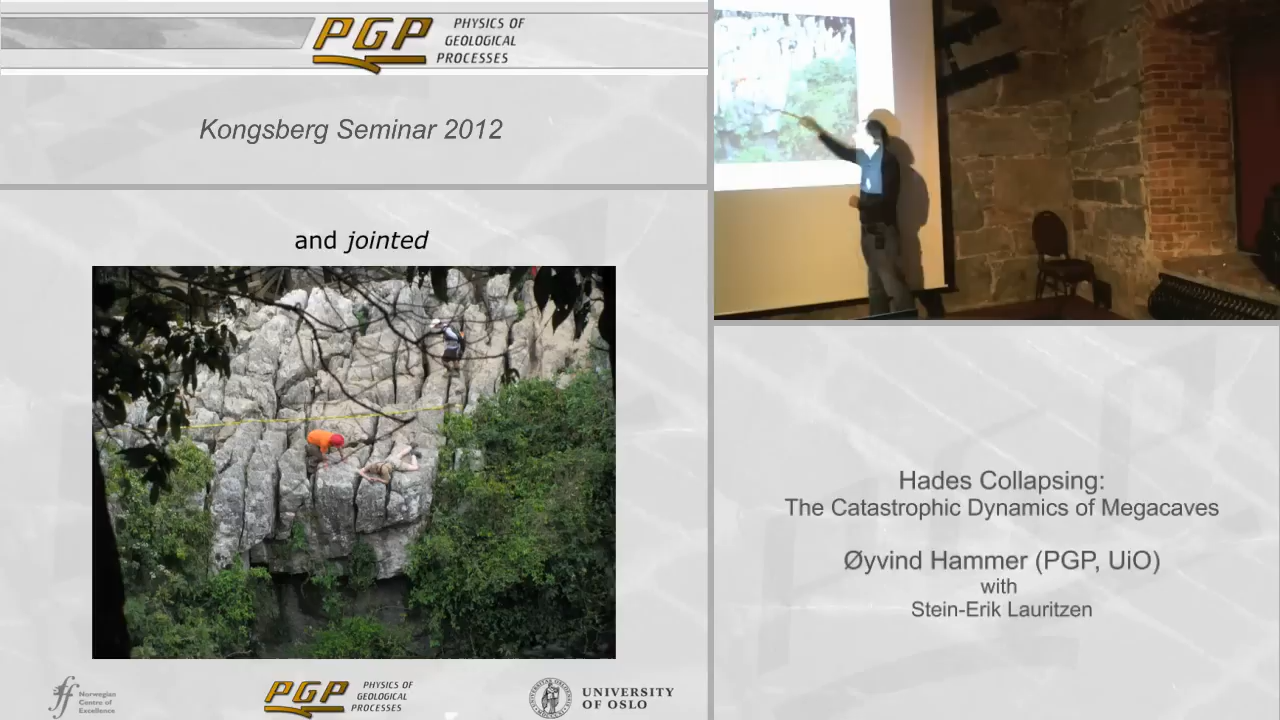 PGP
PHYSICS OF
GEOLOGICAL
PROCESSES
Kongsberg Seminar 2012
and jointed
Hades Collapsing:
The Catastrophic Dynamics of Megacaves
Øyvind Hammer (PGP, UiO)
with
Stein-Erik Lauritzen
Norwegian
Centre of
Excellence
PGP
PHYSICS OF
GEOLOGICAL
PROCESSES
UNIVERSITY
OF OSLO